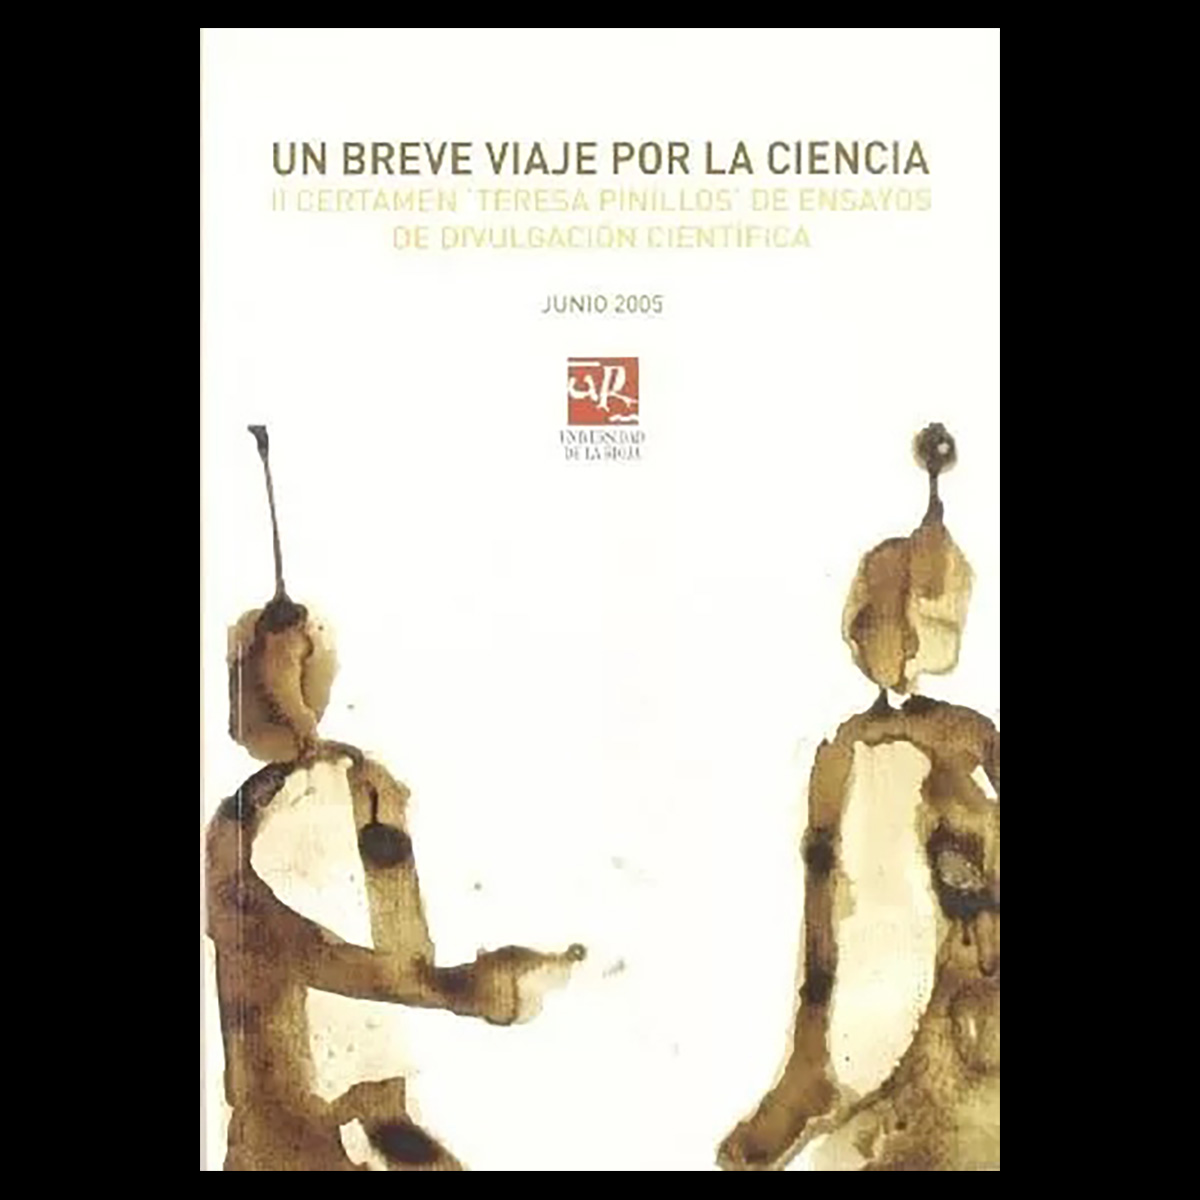 UN BREVE VIAJE POR LA CIENCIA
II CERTAMEN 'TERESA PINILLOS' DE ENSAYOS
DE DIVULGACIÓN CIENTÍFICA
JUNIO 2005
UR
UNIVERSIDAD
DE LA RIOJA